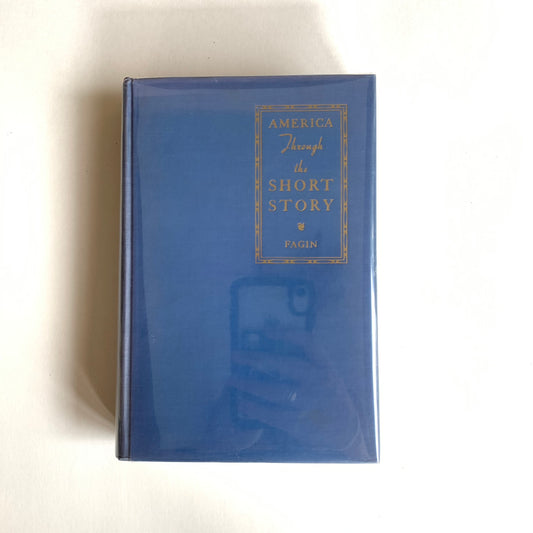 AMERICA
Through
the
SHORT
STORY
FAGIN